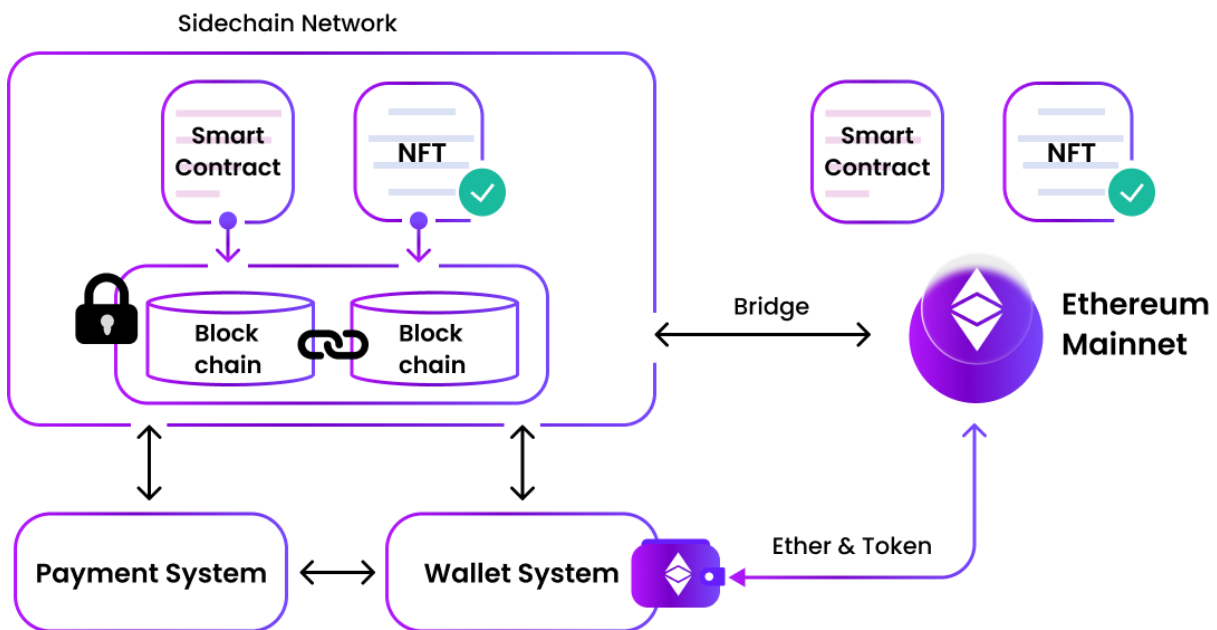 Sidechain Network
Smart
Contract
NFT
Smart
Contract
NFT
Block
chain
Block
chain
Bridge
Ethereum
Mainnet
Payment System
Wallet System
Ether & Token